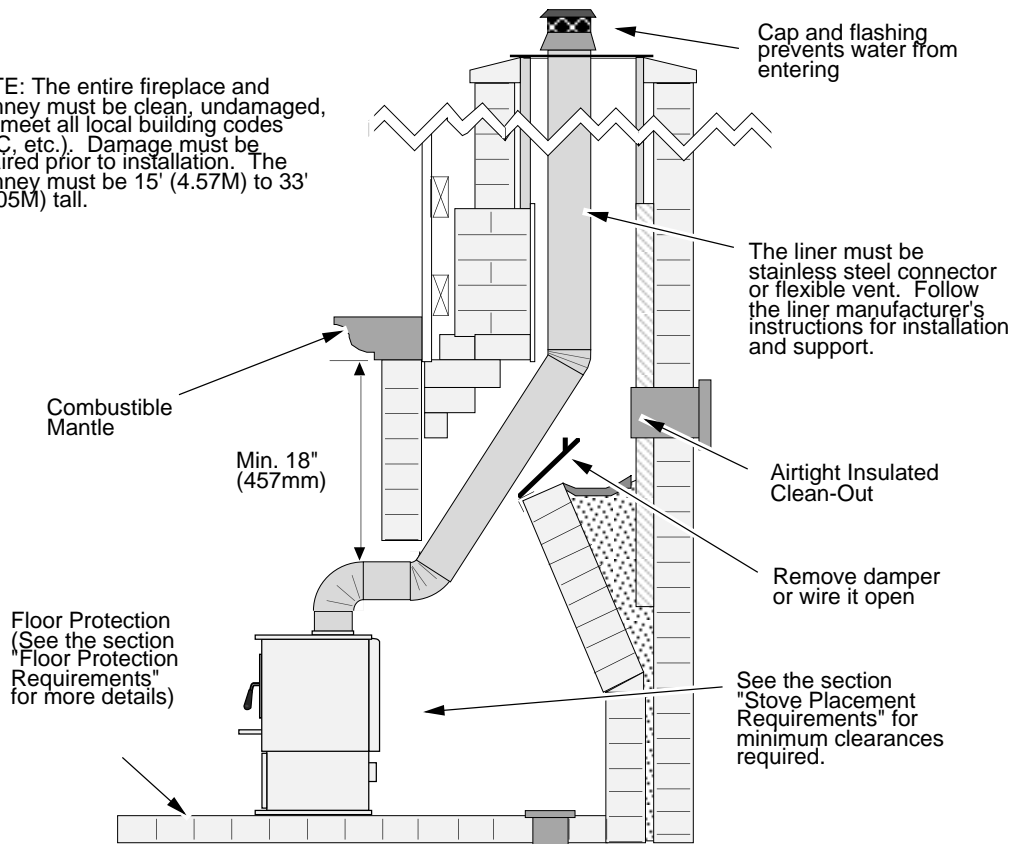 Cap and flashing
prevents water from
entering
TE: The entire fireplace and
nney must be clean, undamaged,
meet all local building codes
C, etc.). Damage must be
ired prior to installation. The
nney must be 15' (4.57M) to 33'
05M) tall.
The liner must be
stainless steel connector
or flexible vent. Follow
the liner manufacturer's
instructions for installation
and support.
Combustible
Mantle
Min. 18"
(457mm)
Airtight Insulated
Clean-Out
Remove damper
or wire it open
Floor Protection
(See the section
"Floor Protection
Requirements"
for more details)
See the section
"Stove Placement
Requirements" for
minimum clearances
required.